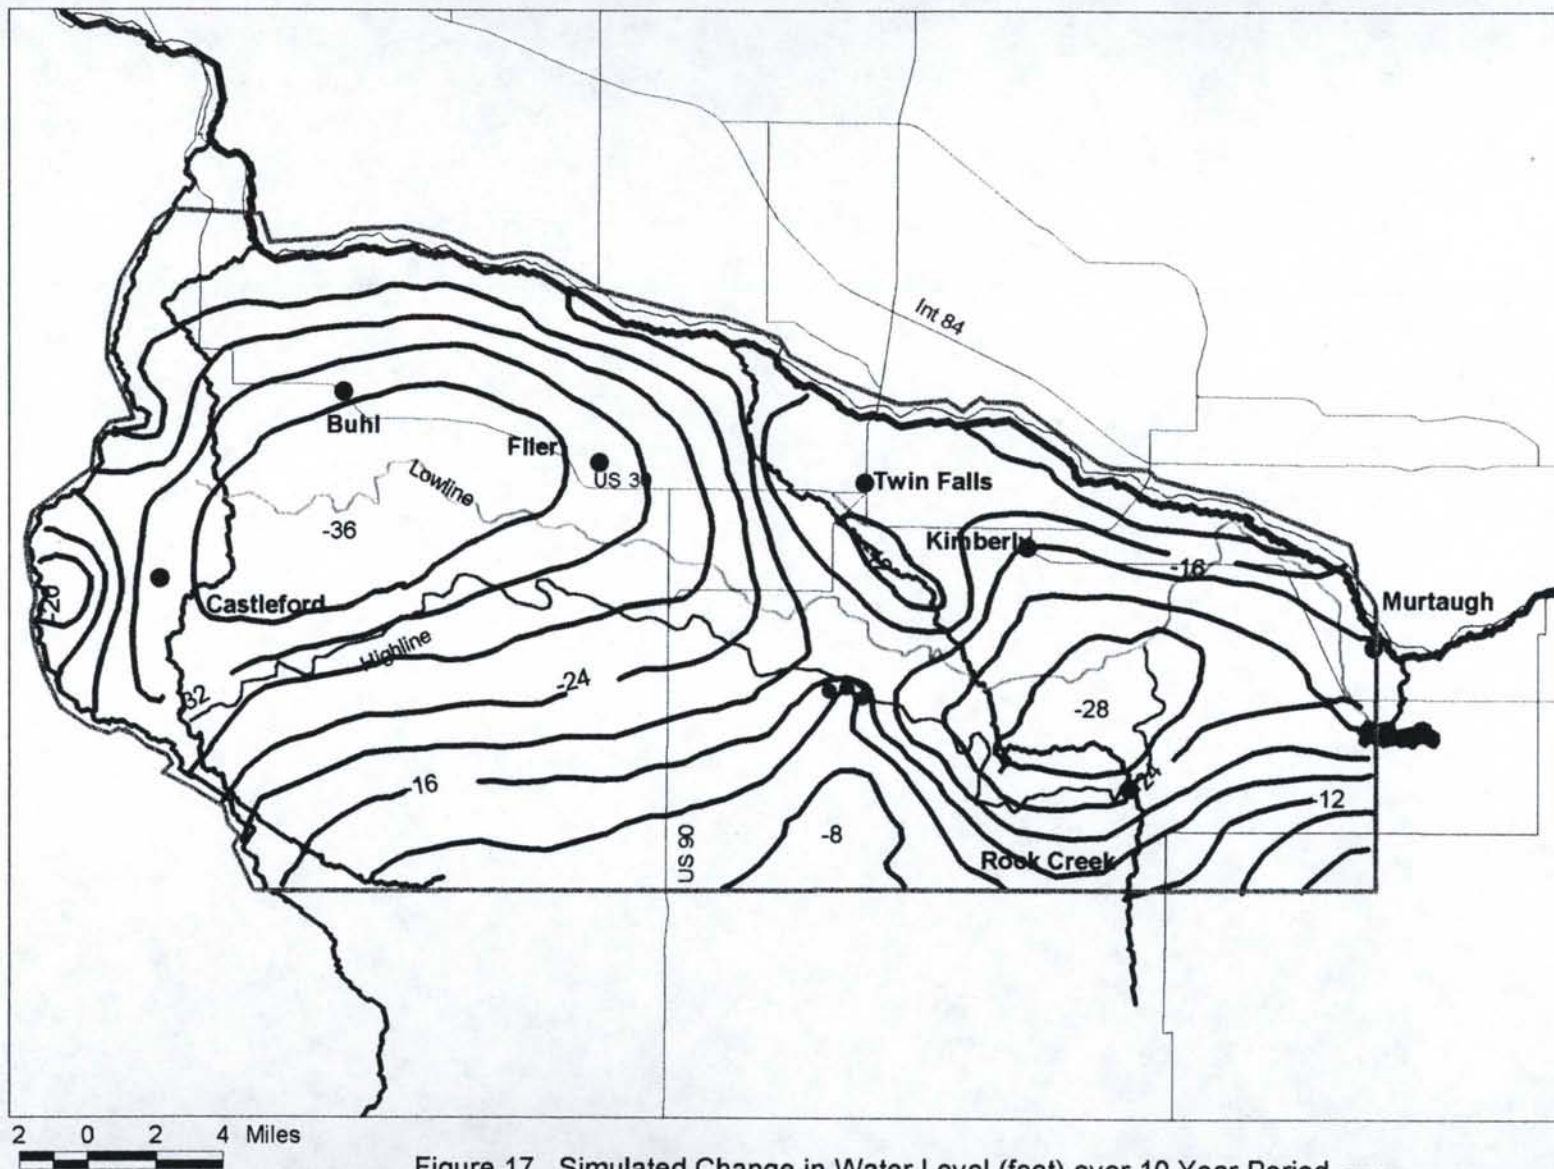 Int 84
Buhl
Filer
Lowline
US 3
Twin Falls
-36
Kimberly
-16
-20
Castleford
Murtaugh
Highline
-32
-24
-28
-24
-16
-12
-8
US 90
Rock Creek
2 0 2 4 Miles
Figure 17. Simulated Change in Water Level (feet) over 10 Year Period